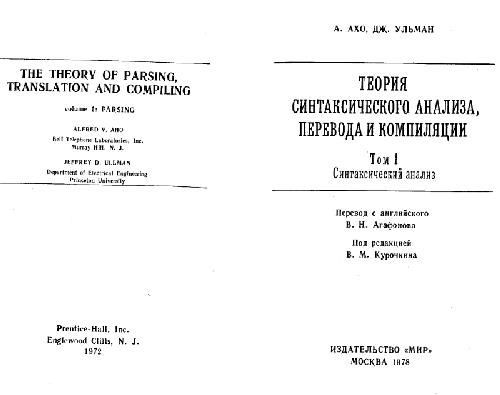 THE THEORY OF PARSING,
TRANSLATION AND COMPILING
volume I: PARSING
ALFRED V. AHO
Bell Telephone Laboratories, Inc.
Murray Hill, N. J.
JEFFREY D. ULLMAN
Department of Electrical Engineering
Princeton University
Prentice-Hall, Inc.
Englewood Cliffs, N. J.
1972
А. АХО, ДЖ. УЛЬМАН
ТЕОРИЯ
СИНТАКСИЧЕСКОГО АНАЛИЗА,
ПЕРЕВОДА И КОМПИЛЯЦИИ
Том 1
Синтаксический анализ
Перевод с английского
В. Н. Агафонова
Под редакцией
В. М. Курочкина
ИЗДАТЕЛЬСТВО «МИР»
МОСКВА 1978